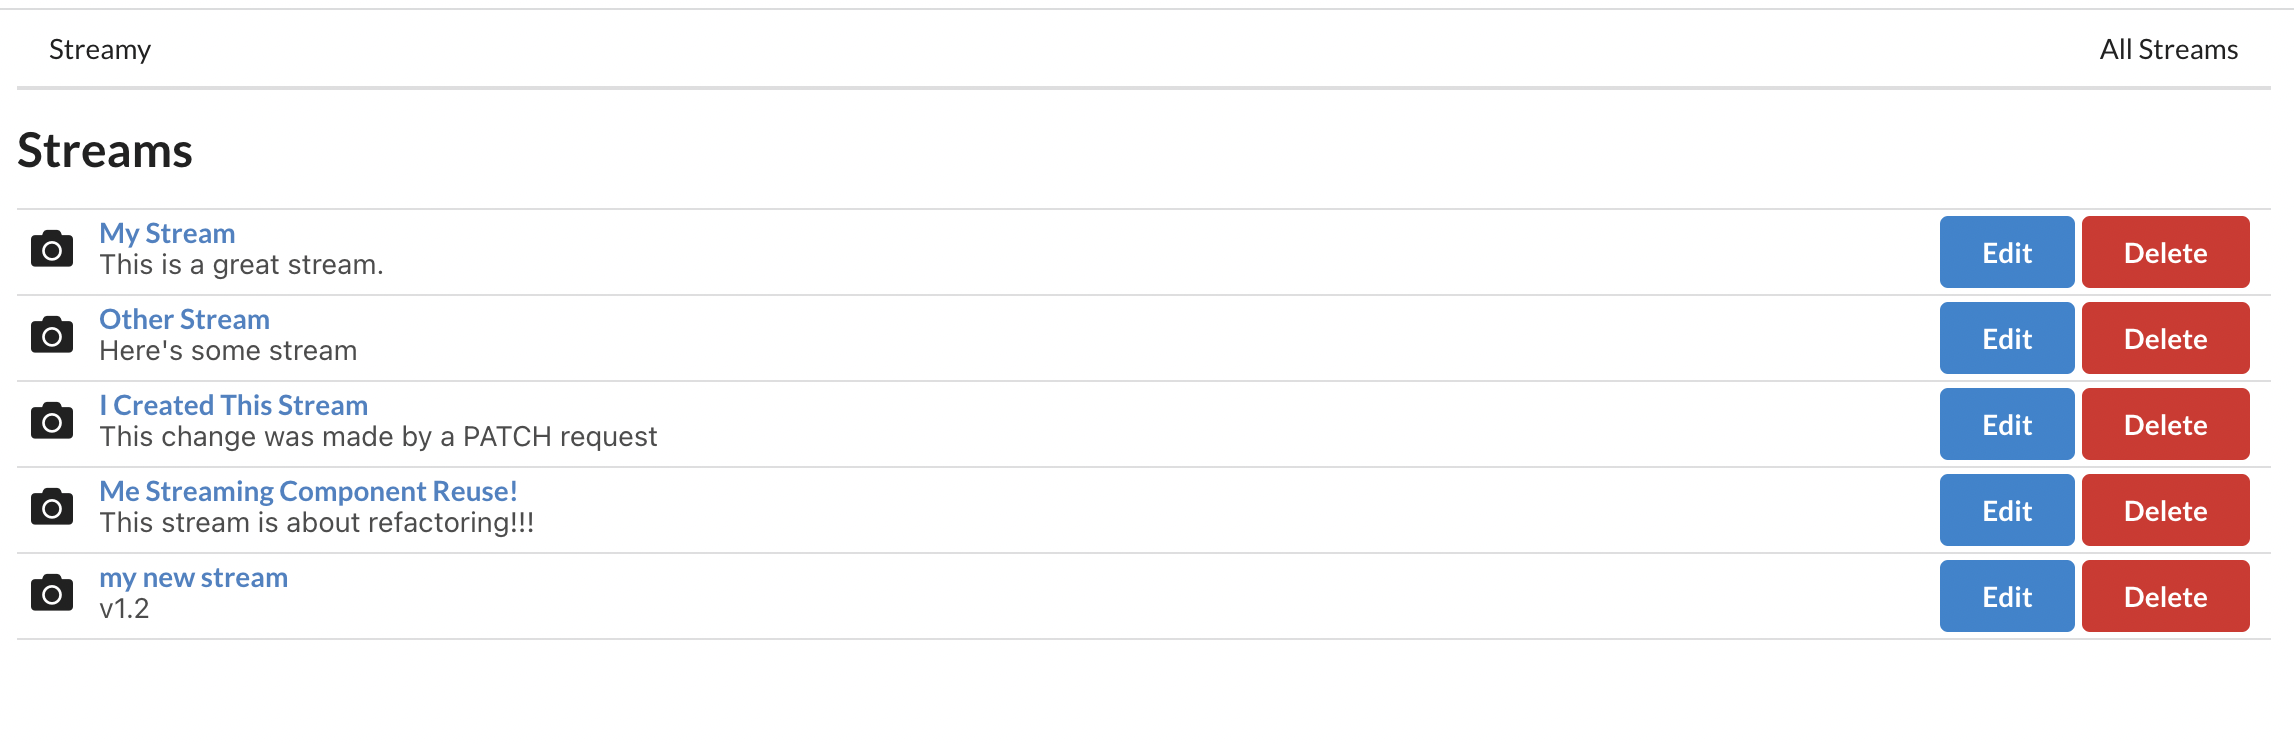 Streamy All Streams
Streams
My Stream
This is a great stream.
Edit Delete
Other Stream
Here's some stream
Edit Delete
I Created This Stream
This change was made by a PATCH request
Edit Delete
Me Streaming Component Reuse!
This stream is about refactoring!!!
Edit Delete
my new stream
v1.2
Edit Delete